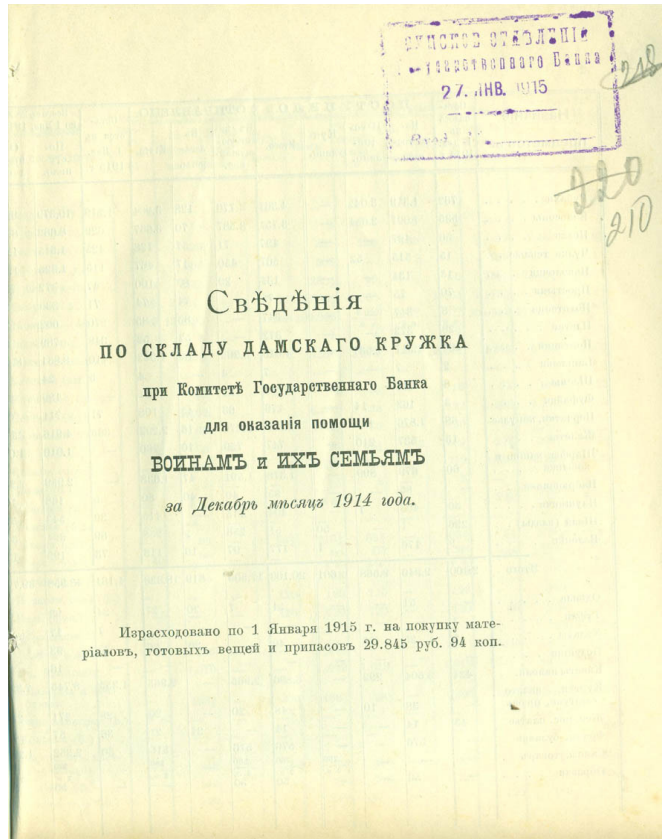 ОТДѢЛЕНІЕ
Государственнаго Банка
27. ЯНВ. 1915
218
220
210
Свѣдѣнія
ПО СКЛАДУ ДАМСКАГО КРУЖКА
при Комитетѣ Государственнаго Банка
для оказанія помощи
ВОИНАМЪ и ИХЪ СЕМЬЯМЪ
за Декабрь мѣсяцъ 1914 года.
Израсходовано по 1 Января 1915 г. на покупку мате-
ріаловъ, готовыхъ вещей и припасовъ 29.845 руб. 94 коп.